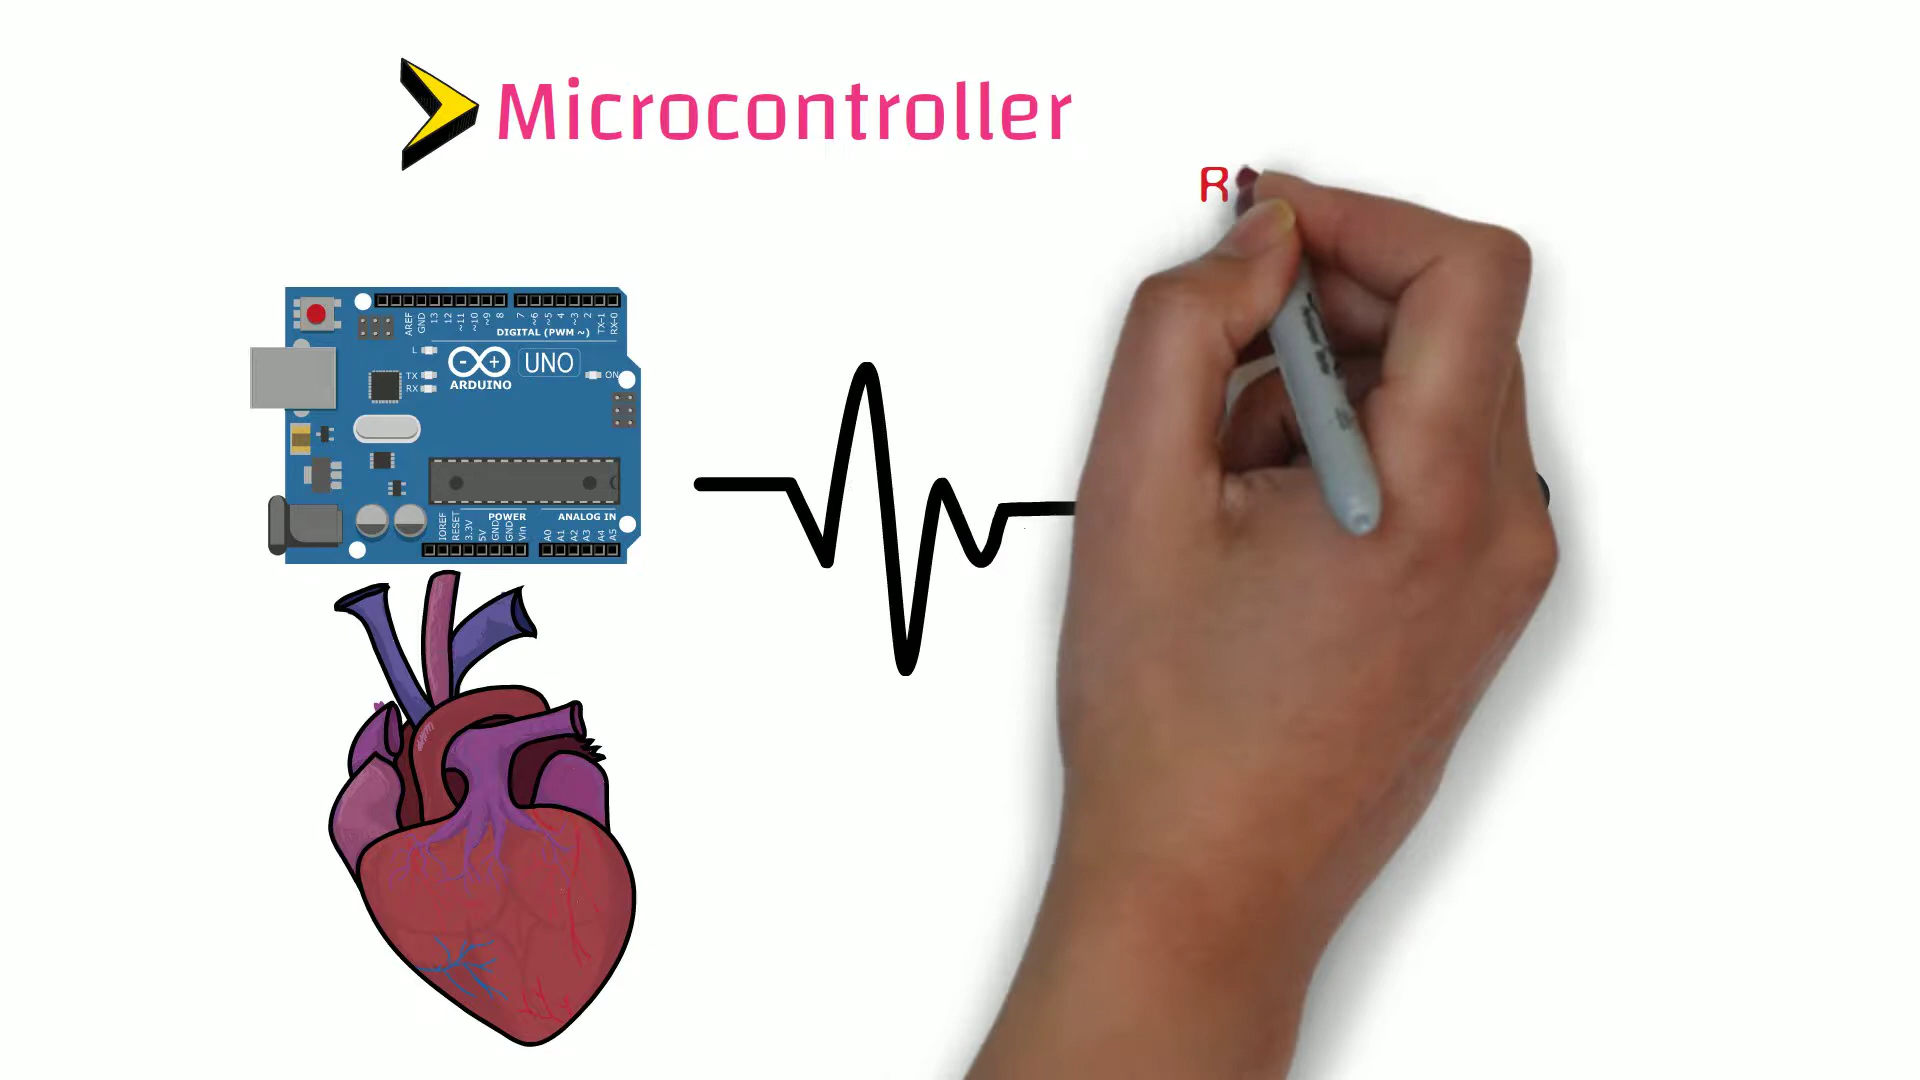 Microcontroller
R
AREF
GND
13
12
~11
~10
~9
8
7
~6
~5
4
~3
2
TX-1
RX-0
DIGITAL (PWM ~)
L
TX
RX
- +
UNO
ARDUINO
ON
POWER
ANALOG IN
IOREF
RESET
3.3V
5V
GND
GND
Vin
A0
A1
A2
A3
A4
A5